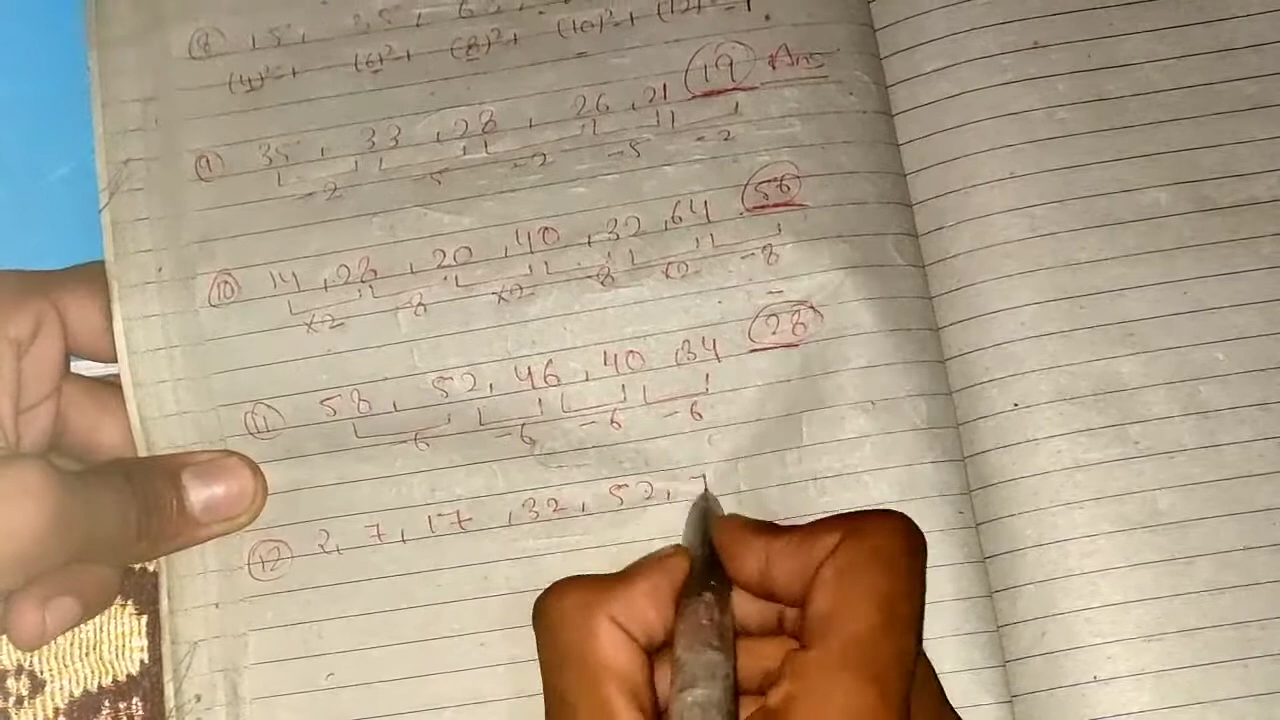 ⑧ 15, 35, 63,
(4)²-1 (6)²-1 (8)²-1 (10)²-1 (12)²-1
⑨ 35, 33, 28, 26, 21 19 Ans
-2 -5 -2 -5 -2
⑩ 14, 28, 20, 40, 32, 64 56
×2 -8 ×2 -8 ×2 -8
⑪ 58, 52, 46, 40, 34 28
-6 -6 -6 -6
⑫ 2, 7, 17, 32, 52,